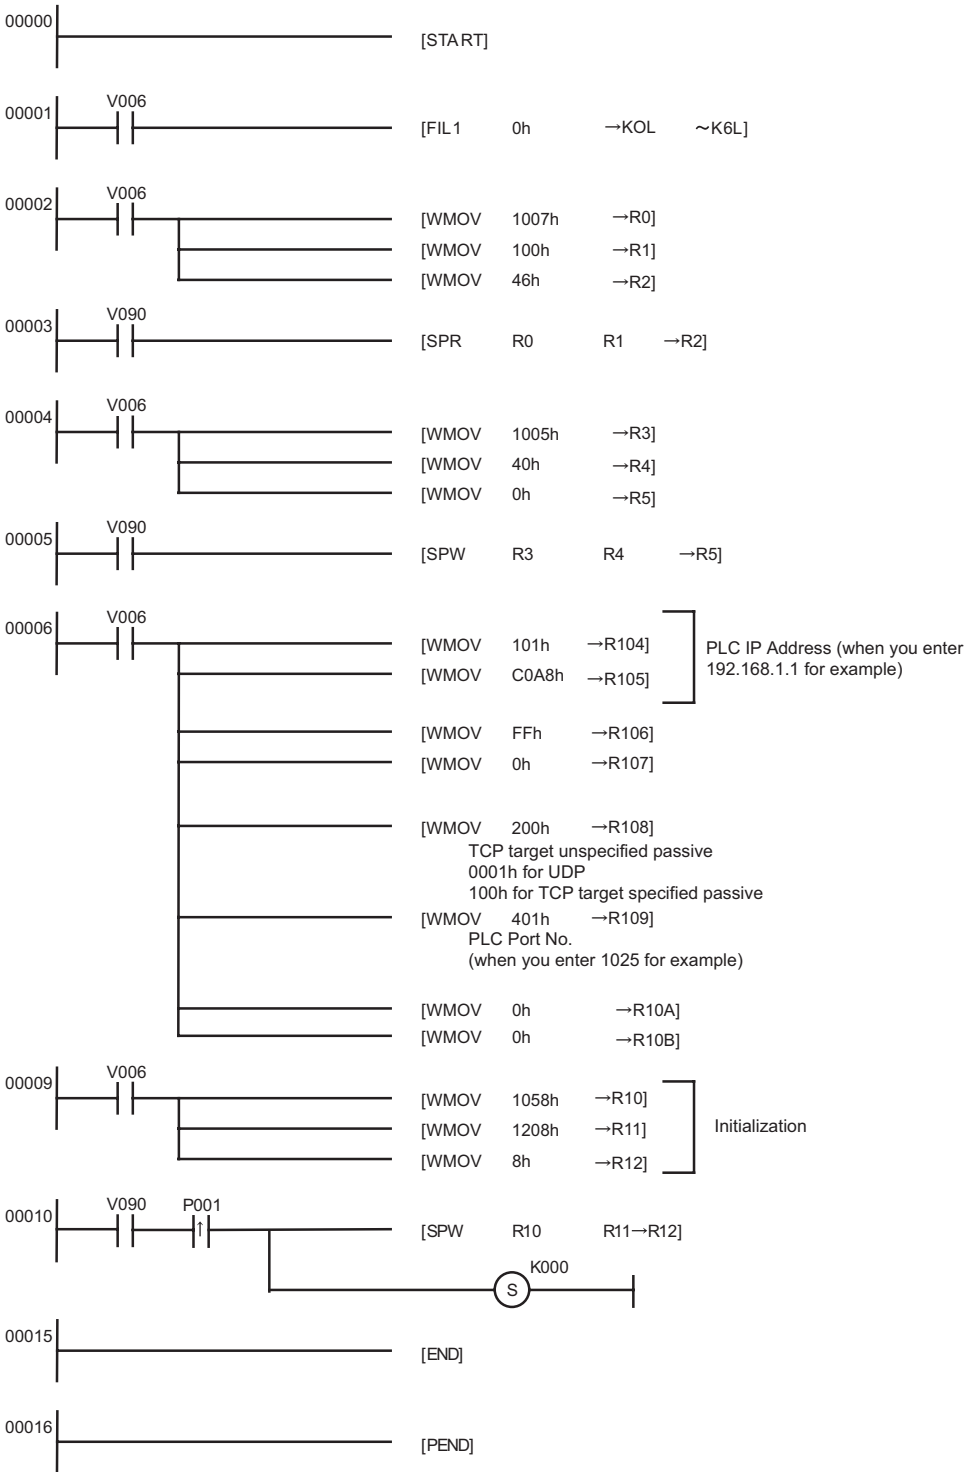 00000
[START]
00001
V006
[FIL1 0h →KOL ～K6L]
00002
V006
[WMOV 1007h →R0]
[WMOV 100h →R1]
[WMOV 46h →R2]
00003
V090
[SPR R0 R1 →R2]
00004
V006
[WMOV 1005h →R3]
[WMOV 40h →R4]
[WMOV 0h →R5]
00005
V090
[SPW R3 R4 →R5]
00006
V006
[WMOV 101h →R104]
[WMOV C0A8h →R105]
PLC IP Address (when you enter
192.168.1.1 for example)
[WMOV FFh →R106]
[WMOV 0h →R107]
[WMOV 200h →R108]
TCP target unspecified passive
0001h for UDP
100h for TCP target specified passive
[WMOV 401h →R109]
PLC Port No.
(when you enter 1025 for example)
[WMOV 0h →R10A]
[WMOV 0h →R10B]
00009
V006
[WMOV 1058h →R10]
[WMOV 1208h →R11]
[WMOV 8h →R12]
Initialization
00010
V090 P001
↑
[SPW R10 R11→R12]
K000
S
00015
[END]
00016
[PEND]